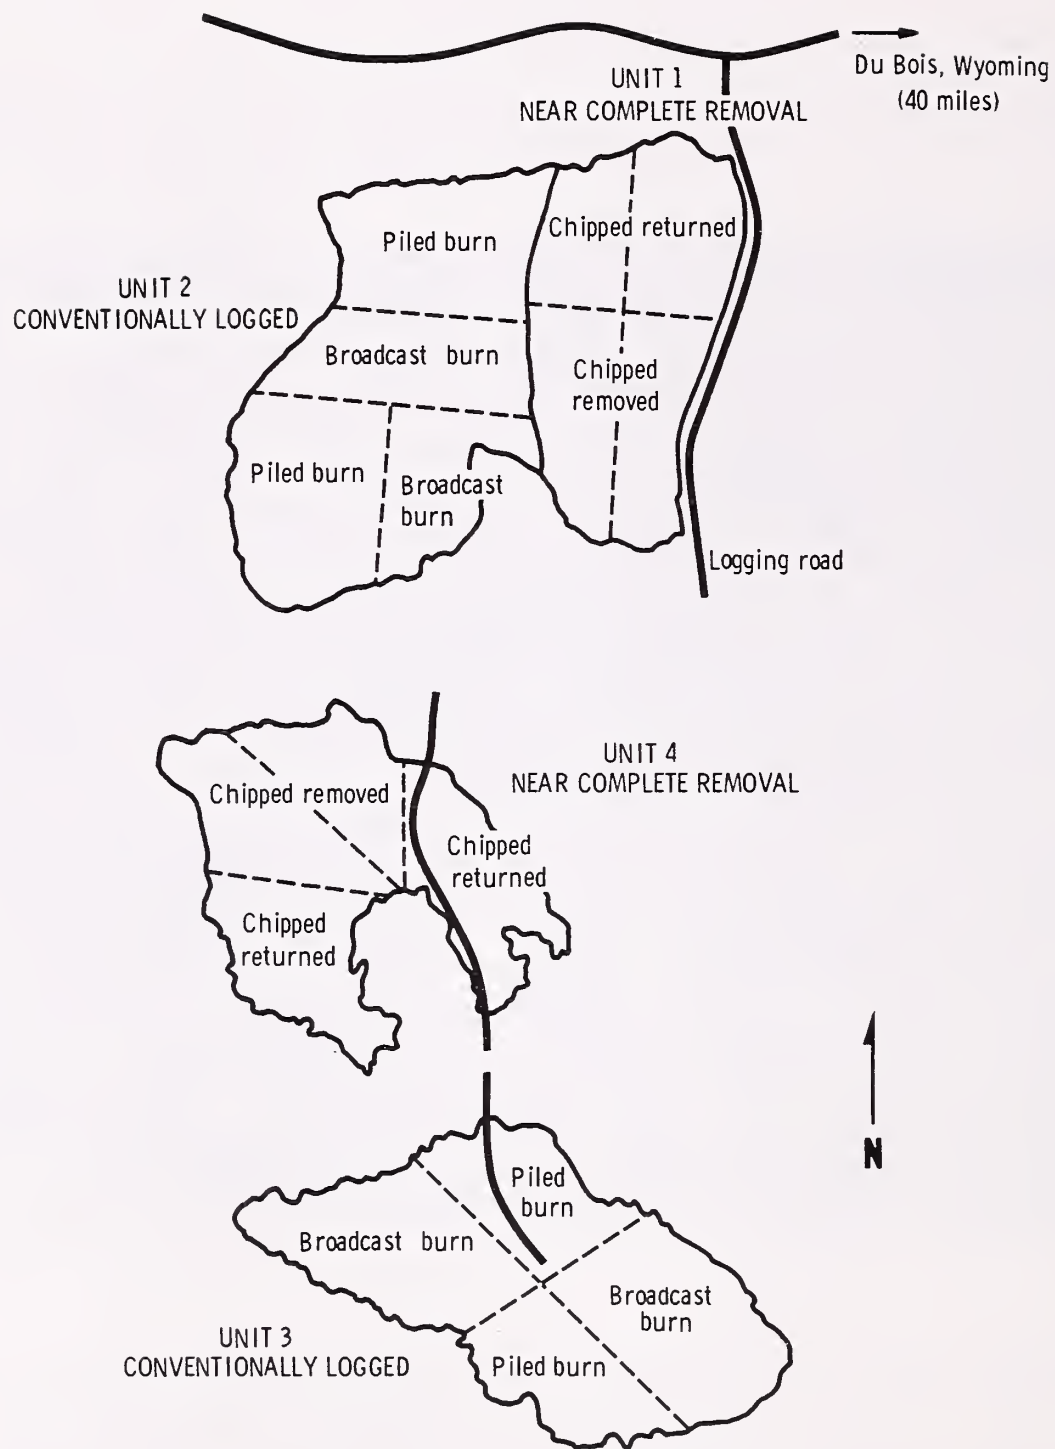 Du Bois, Wyoming
(40 miles)
UNIT 1
NEAR COMPLETE REMOVAL
Chipped returned
Piled burn
UNIT 2
CONVENTIONALLY LOGGED
Broadcast burn
Chipped
removed
Piled burn
Broadcast
burn
Logging road
UNIT 4
NEAR COMPLETE REMOVAL
Chipped removed
Chipped
returned
Chipped
returned
N
Piled
burn
Broadcast burn
Broadcast
burn
UNIT 3
CONVENTIONALLY LOGGED
Piled burn